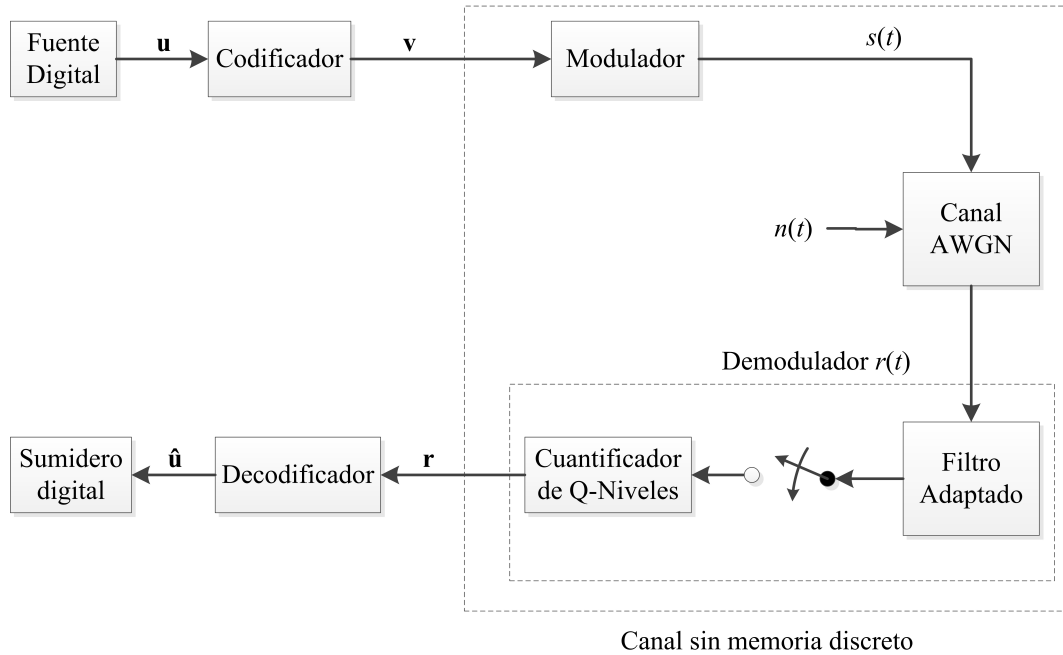 Fuente
Digital
u
Codificador
v
Modulador
s(t)
Canal
AWGN
n(t)
Demodulador r(t)
Filtro
Adaptado
Cuantificador
de Q-Niveles
r
Decodificador
û
Sumidero
digital
Canal sin memoria discreto